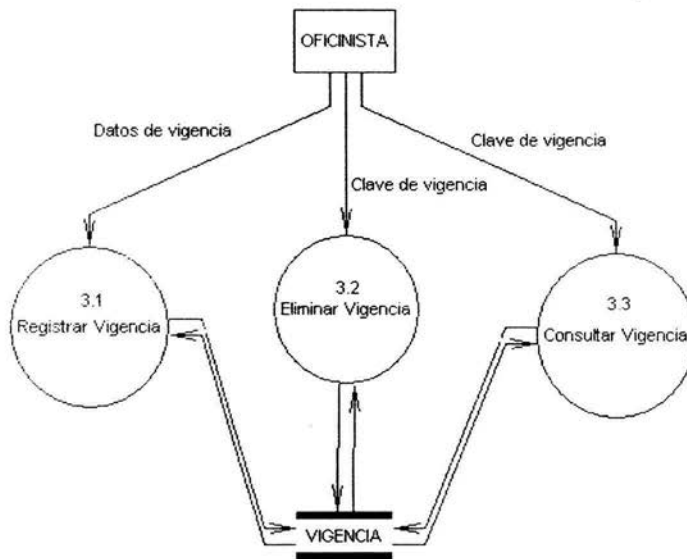 OFICINISTA
Datos de vigencia
Clave de vigencia
Clave de vigencia
3.1
Registrar Vigencia
3.2
Eliminar Vigencia
3.3
Consultar Vigencia
VIGENCIA